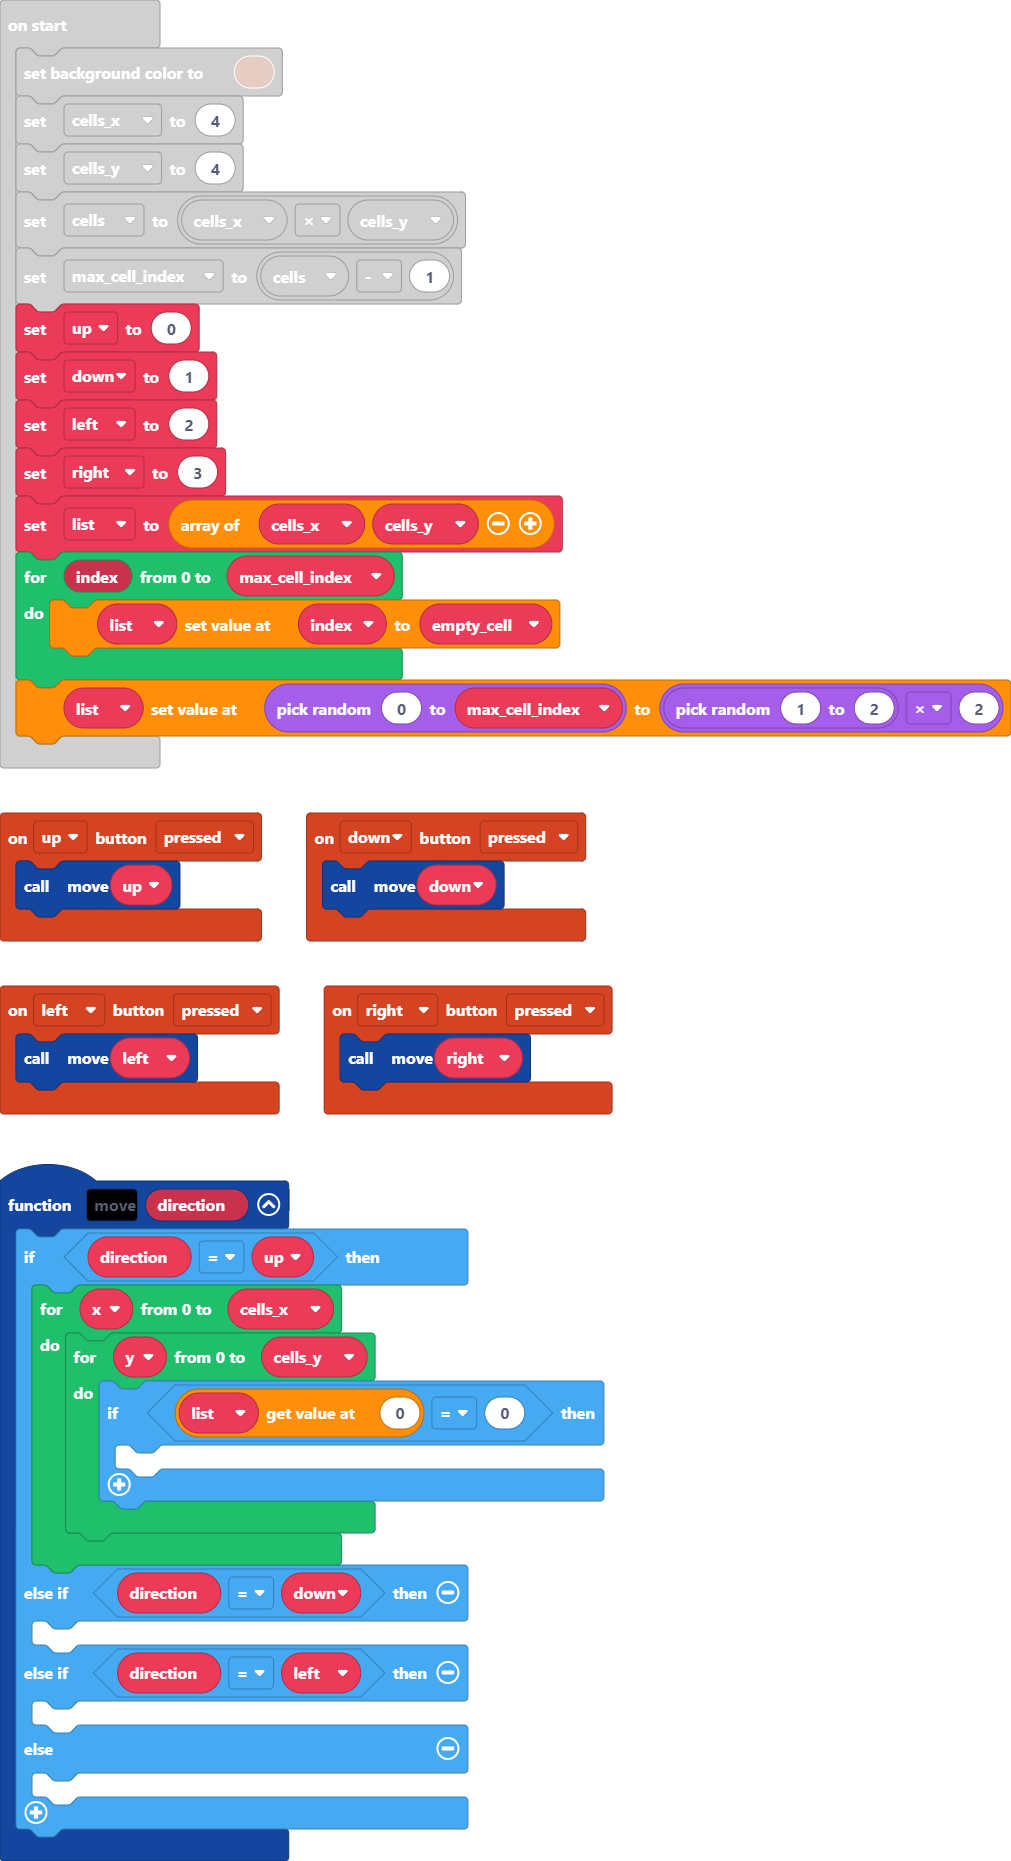 on start
set background color to
set cells_x to 4
set cells_y to 4
set cells to cells_x × cells_y
set max_cell_index to cells - 1
set up to 0
set down to 1
set left to 2
set right to 3
set list to array of cells_x cells_y
for index from 0 to max_cell_index
do list set value at index to empty_cell
list set value at pick random 0 to max_cell_index to pick random 1 to 2 × 2
on up button pressed
call move up
on down button pressed
call move down
on left button pressed
call move left
on right button pressed
call move right
function move direction
if direction = up then
for x from 0 to cells_x
do for y from 0 to cells_y
do if list get value at 0 = 0 then
else if direction = down then
else if direction = left then
else